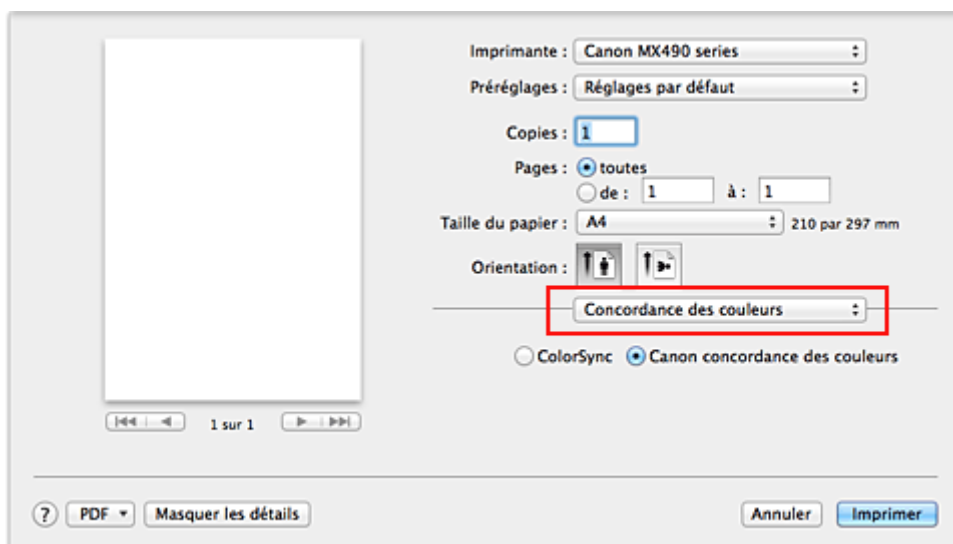 Imprimante : Canon MX490 series
Préréglages : Réglages par défaut
Copies : 1
Pages : toutes
de : 1 à : 1
Taille du papier : A4 210 par 297 mm
Orientation :
Concordance des couleurs
ColorSync Canon concordance des couleurs
1 sur 1
? PDF Masquer les détails Annuler Imprimer